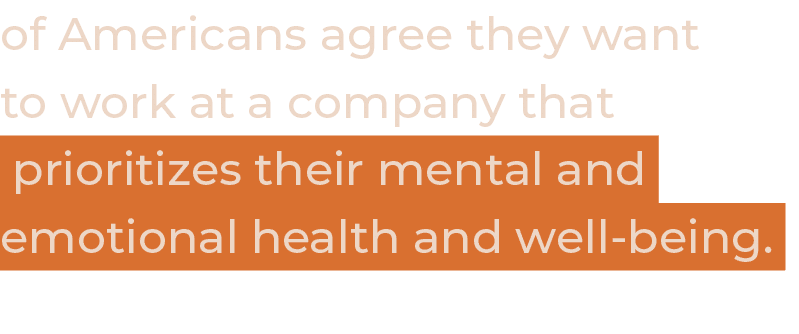 of Americans agree they want
to work at a company that
prioritizes their mental and
emotional health and well-being.